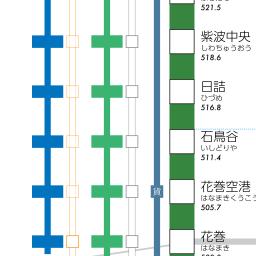 521.5
紫波中央
しわちゅうおう
518.6
日詰
ひづめ
516.8
石鳥谷
いしどりや
511.4
貨
花巻空港
はなまきくうこう
505.7
花巻
はなまき